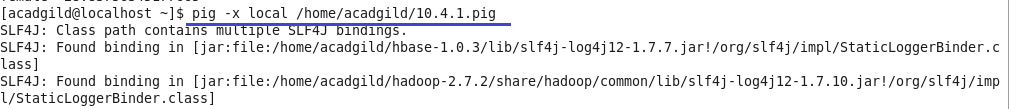 [acadgild@localhost ~]$ pig -x local /home/acadgild/10.4.1.pig
SLF4J: Class path contains multiple SLF4J bindings.
SLF4J: Found binding in [jar:file:/home/acadgild/hbase-1.0.3/lib/slf4j-log4j12-1.7.7.jar!/org/slf4j/impl/StaticLoggerBinder.c
lass]
SLF4J: Found binding in [jar:file:/home/acadgild/hadoop-2.7.2/share/hadoop/common/lib/slf4j-log4j12-1.7.10.jar!/org/slf4j/imp
l/StaticLoggerBinder.class]